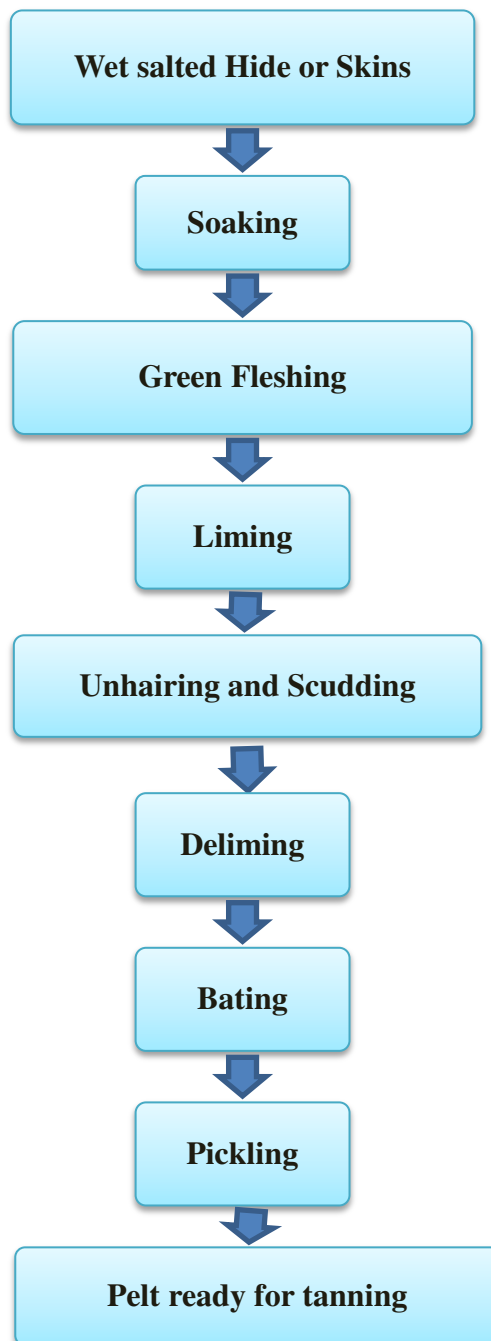 Wet salted Hide or Skins
Soaking
Green Fleshing
Liming
Unhairing and Scudding
Deliming
Bating
Pickling
Pelt ready for tanning